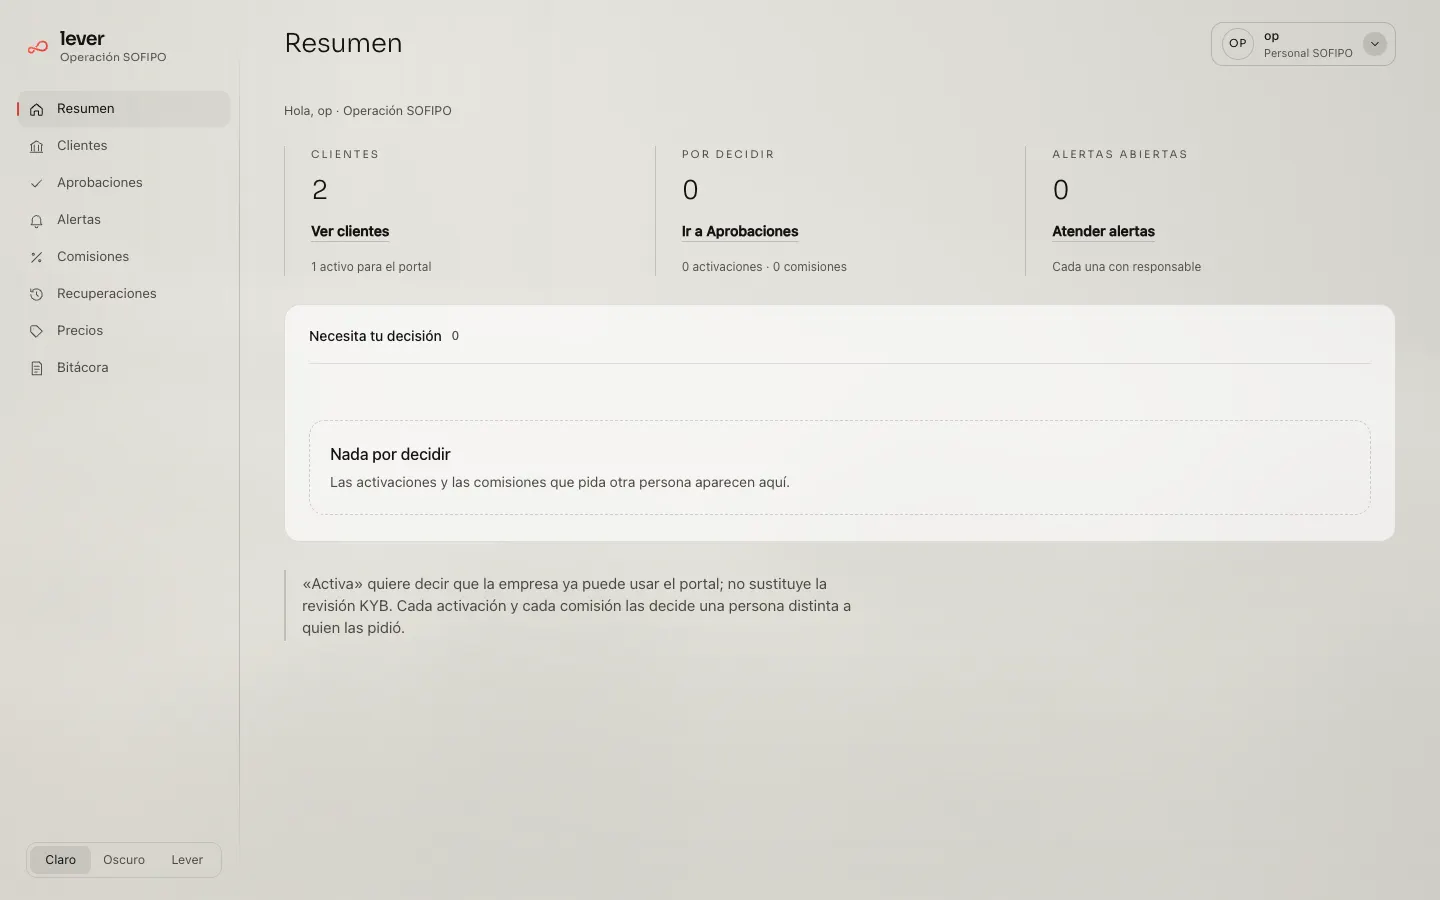 lever
Operación SOFIPO
Resumen
Clientes
Aprobaciones
Alertas
Comisiones
Recuperaciones
Precios
Bitácora
Claro
Oscuro
Lever
Resumen
OP
op
Personal SOFIPO
Hola, op · Operación SOFIPO
CLIENTES
2
Ver clientes
1 activo para el portal
POR DECIDIR
0
Ir a Aprobaciones
0 activaciones · 0 comisiones
ALERTAS ABIERTAS
0
Atender alertas
Cada una con responsable
Necesita tu decisión 0
Nada por decidir
Las activaciones y las comisiones que pida otra persona aparecen aquí.
«Activa» quiere decir que la empresa ya puede usar el portal; no sustituye la
revisión KYB. Cada activación y cada comisión las decide una persona distinta a
quien las pidió.